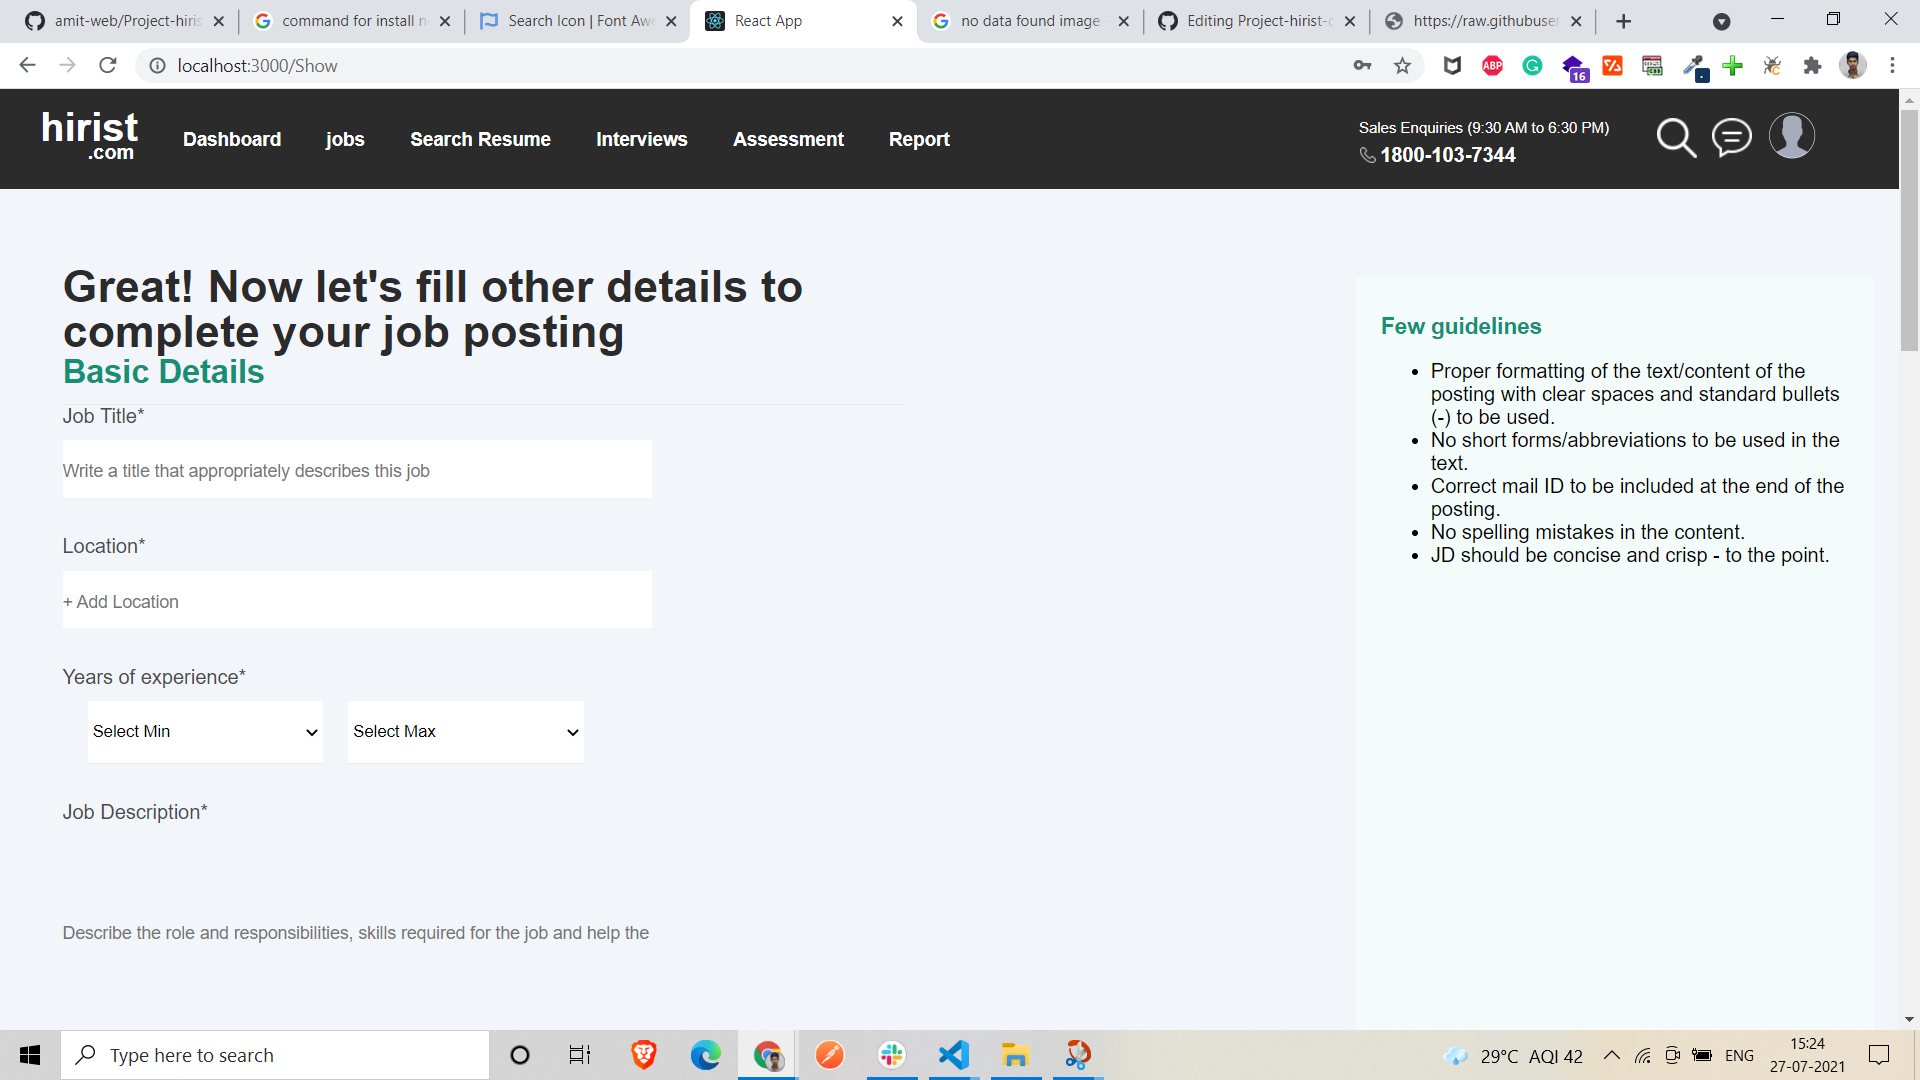 amit-web/Project-hiris
command for install n
Search Icon | Font Awe
React App
no data found image
Editing Project-hirist-c
https://raw.githubuser
localhost:3000/Show
ABP
16
hirist
.com
Dashboard
jobs
Search Resume
Interviews
Assessment
Report
Sales Enquiries (9:30 AM to 6:30 PM)
1800-103-7344
Great! Now let's fill other details to
complete your job posting
Basic Details
Job Title*
Write a title that appropriately describes this job
Location*
+ Add Location
Years of experience*
Select Min
Select Max
Job Description*
Describe the role and responsibilities, skills required for the job and help the
Few guidelines
• Proper formatting of the text/content of the
posting with clear spaces and standard bullets
(-) to be used.
• No short forms/abbreviations to be used in the
text.
• Correct mail ID to be included at the end of the
posting.
• No spelling mistakes in the content.
• JD should be concise and crisp - to the point.
Type here to search
29°C AQI 42
ENG
15:24
27-07-2021